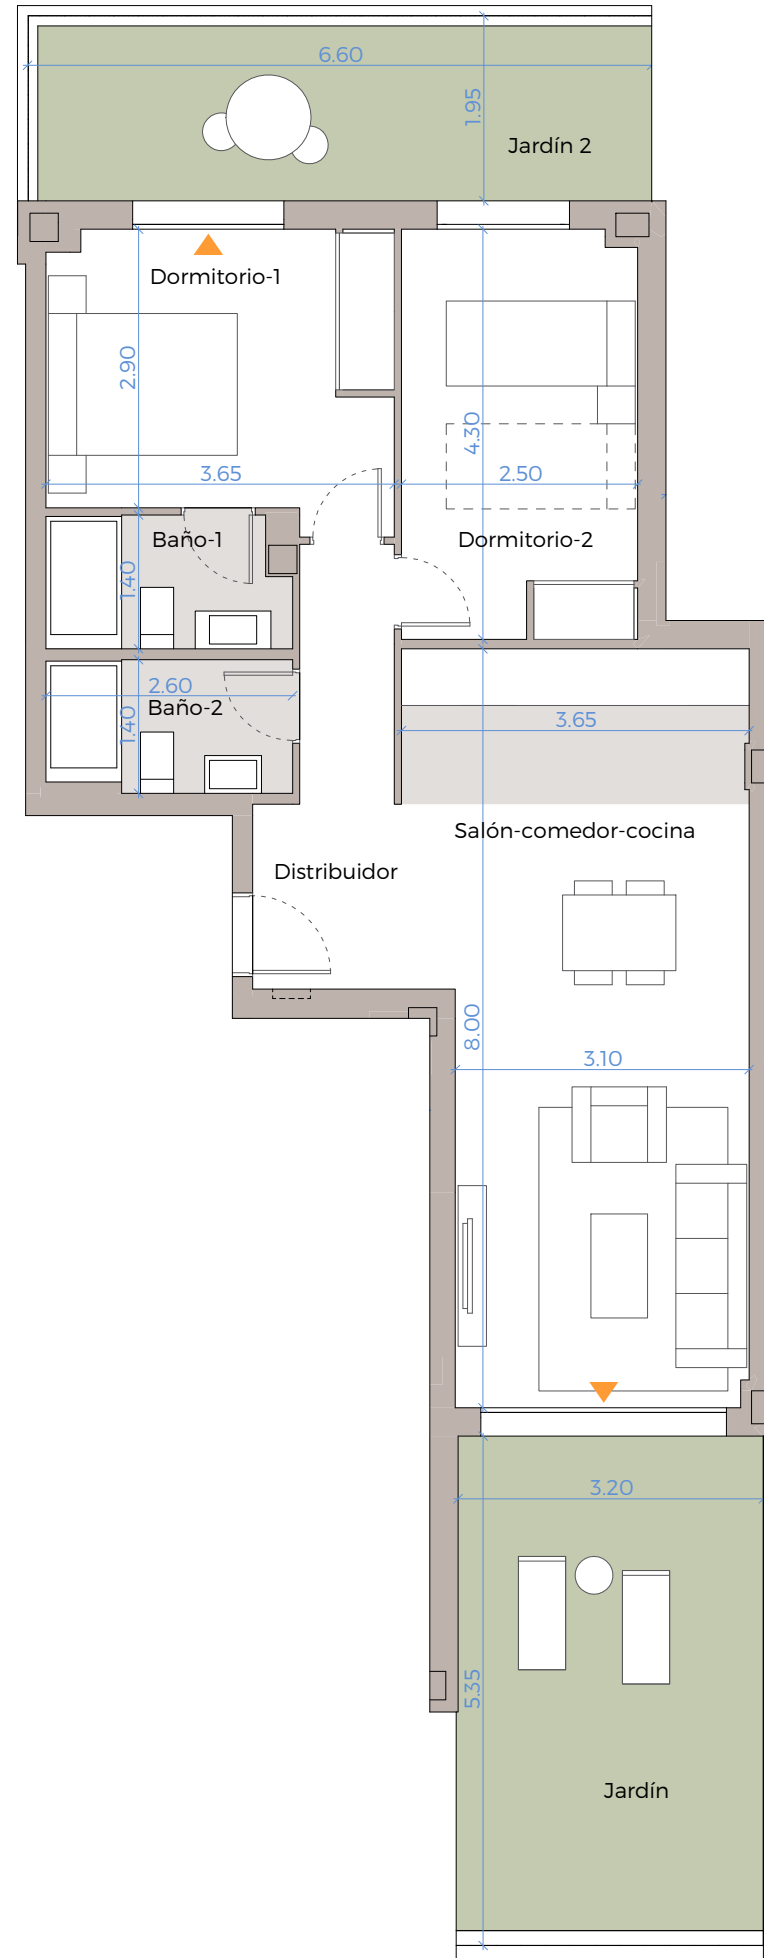 6.60
1.95
Jardín 2
Dormitorio-1
2.90
4.30
3.65
2.50
Baño-1
Dormitorio-2
1.40
2.60
Baño-2
1.40
3.65
Salón-comedor-cocina
Distribuidor
8.00
3.10
3.20
5.35
Jardín